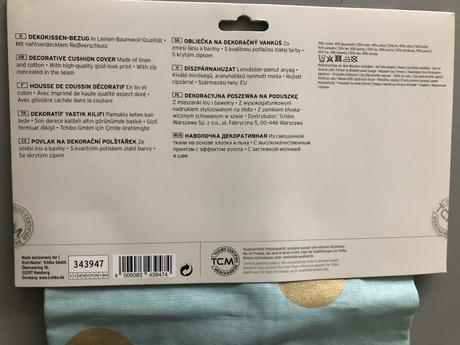 D DEKOKISSEN-BEZUG In Leinen-Baumwoll-Qualität •
Mit nahtverdecktem Reißverschluss
GB DECORATIVE CUSHION COVER Made of linen
and cotton • With high-quality gold-look print • With zip
concealed in the seam
F HOUSSE DE COUSSIN DÉCORATIF En lin et
coton • Avec imprimé de haute qualité aspect doré •
Avec glissière cachée dans la couture
TR DEKORATİF YASTIK KILIFI Pamuklu keten kali-
tede • Son derece kaliteli altın görünümde baskılı • Gizli
fermuar dikişli • Tchibo GmbH için Çin'de üretilmiştir
CZ POVLAK NA DEKORAČNÍ POLŠTÁŘEK Ze
směsi lnu a bavlny • S kvalitním potiskem zlaté barvy •
Se skrytým zipem
SK OBLIEČKA NA DEKORAČNÝ VANKÚŠ Zo
zmesi ľanu a bavlny • S kvalitnou potlačou zlatej farby •
S krytým zipsom
H DÍSZPÁRNAHUZAT Lenvászon-pamut anyag •
Kiváló minőségű, aranyhatású nyomott minta • Rejtett
cipzárral • Származási hely: EU
PL DEKORACYJNA POSZEWKA NA PODUSZKĘ
Z mieszanki lnu i bawełny • Z wysokogatunkowym
nadrukiem stylizowanym na złoto • Z zamkiem błyska-
wicznym schowanym w szwie • Dystrybutor: Tchibo
Warszawa Sp. z o.o., ul. Fabryczna 5, 00-446 Warszawa
RUS НАВОЛОЧКА ДЕКОРАТИВНАЯ Из смешанной
ткани на основе хлопка и льна • С высококачественным
принтом с эффектом золота • С застежкой-молнией
в шве
Made exclusively for |
Distributor: Tchibo GmbH,
Überseering 18,
22297 Hamburg,
Germany. www.tchibo.de
343947
4 006083 439474
TCHIBO CERTIFIED
TCM
MERCHANDISE